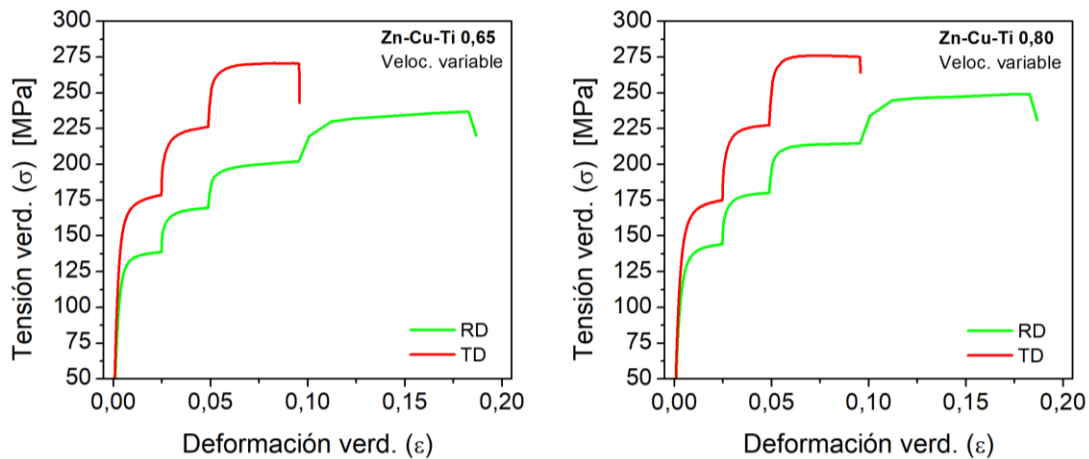 Tensión verd. (σ) [MPa]
300
275
250
225
200
175
150
125
100
75
50
Zn-Cu-Ti 0,65
Veloc. variable
RD
TD
0,00 0,05 0,10 0,15 0,20
Deformación verd. (ε)
Tensión verd. (σ) [MPa]
300
275
250
225
200
175
150
125
100
75
50
Zn-Cu-Ti 0,80
Veloc. variable
RD
TD
0,00 0,05 0,10 0,15 0,20
Deformación verd. (ε)